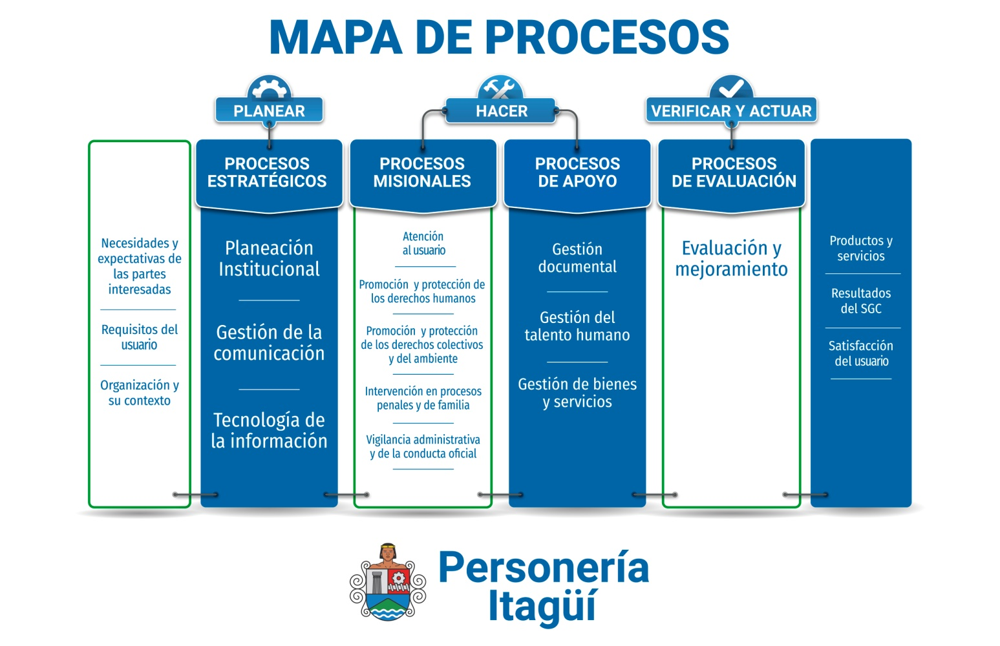 MAPA DE PROCESOS
PLANEAR
HACER
VERIFICAR Y ACTUAR
Necesidades y
expectativas de
las partes
interesadas
Requisitos del
usuario
Organización y
su contexto
PROCESOS
ESTRATÉGICOS
Planeación
Institucional
Gestión de la
comunicación
Tecnología de
la información
PROCESOS
MISIONALES
Atención
al usuario
Promoción y protección de
los derechos humanos
Promoción y protección
de los derechos colectivos
y del ambiente
Intervención en procesos
penales y de familia
Vigilancia administrativa
y de la conducta oficial
PROCESOS
DE APOYO
Gestión
documental
Gestión del
talento humano
Gestión de bienes
y servicios
PROCESOS
DE EVALUACIÓN
Evaluación y
mejoramiento
Productos y
servicios
Resultados
del SGC
Satisfacción
del usuario
Personería
Itagüí